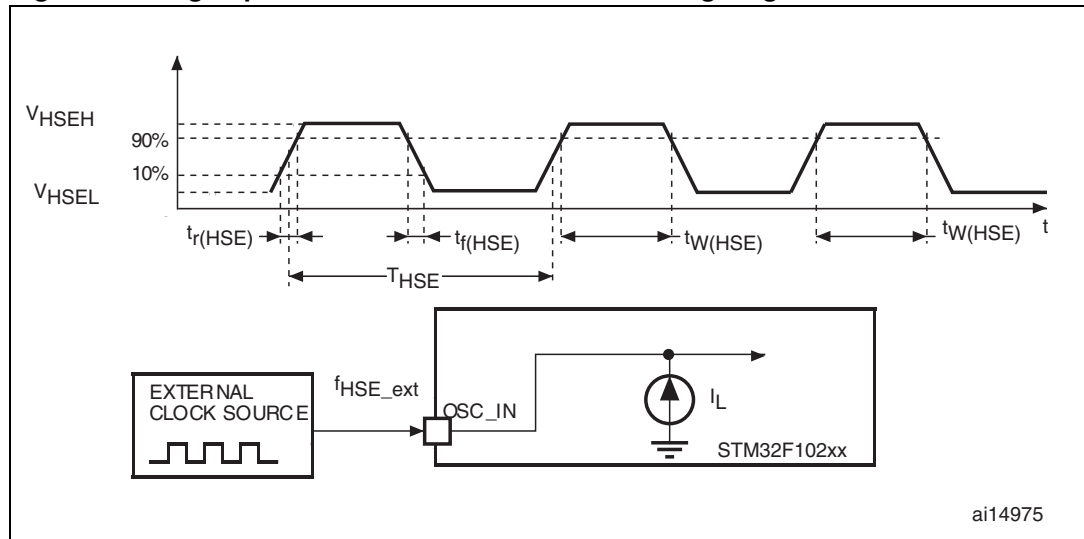 VHSEH
90%
10%
VHSEL
tr(HSE)
tf(HSE)
tW(HSE)
tW(HSE)
t
THSE
EXTERNAL
CLOCK SOURCE
fHSE_ext
OSC_IN
IL
STM32F102xx
ai14975